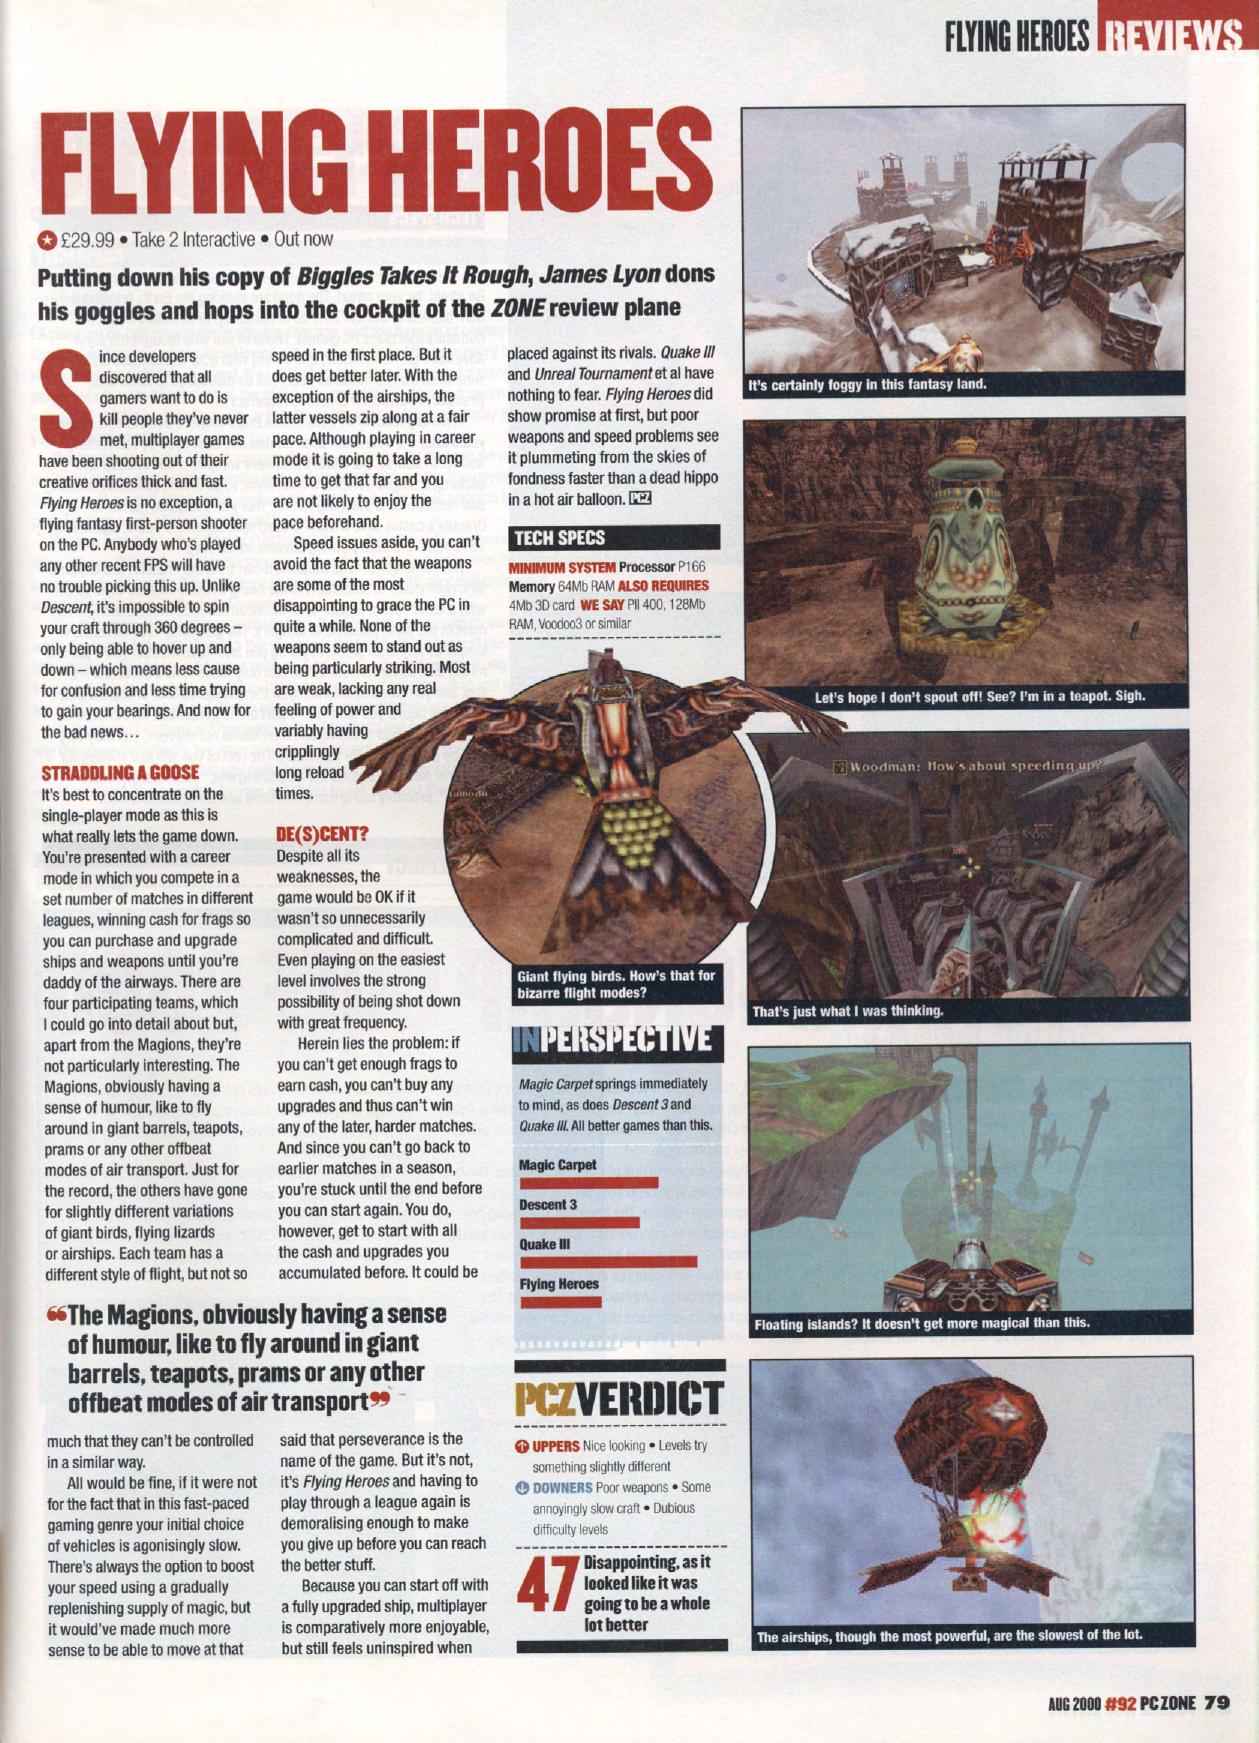 FLYING HEROES REVIEWS
FLYING HEROES
£29.99 • Take 2 Interactive • Out now
Putting down his copy of Biggles Takes It Rough, James Lyon dons
his goggles and hops into the cockpit of the ZONE review plane
Since developers
discovered that all
gamers want to do is
kill people they've never
met, multiplayer games
have been shooting out of their
creative orifices thick and fast.
Flying Heroes is no exception, a
flying fantasy first-person shooter
on the PC. Anybody who's played
any other recent FPS will have
no trouble picking this up. Unlike
Descent, it's impossible to spin
your craft through 360 degrees –
only being able to hover up and
down – which means less cause
for confusion and less time trying
to gain your bearings. And now for
the bad news...
STRADDLING A GOOSE
It's best to concentrate on the
single-player mode as this is
what really lets the game down.
You're presented with a career
mode in which you compete in a
set number of matches in different
leagues, winning cash for frags so
you can purchase and upgrade
ships and weapons until you're
daddy of the airways. There are
four participating teams, which
I could go into detail about but,
apart from the Magions, they're
not particularly interesting. The
Magions, obviously having a
sense of humour, like to fly
around in giant barrels, teapots,
prams or any other offbeat
modes of air transport. Just for
the record, the others have gone
for slightly different variations
of giant birds, flying lizards
or airships. Each team has a
different style of flight, but not so
“The Magions, obviously having a sense
of humour, like to fly around in giant
barrels, teapots, prams or any other
offbeat modes of air transport”
much that they can't be controlled
in a similar way.
All would be fine, if it were not
for the fact that in this fast-paced
gaming genre your initial choice
of vehicles is agonisingly slow.
There's always the option to boost
your speed using a gradually
replenishing supply of magic, but
it would've made much more
sense to be able to move at that
speed in the first place. But it
does get better later. With the
exception of the airships, the
latter vessels zip along at a fair
pace. Although playing in career
mode it is going to take a long
time to get that far and you
are not likely to enjoy the
pace beforehand.
Speed issues aside, you can't
avoid the fact that the weapons
are some of the most
disappointing to grace the PC in
quite a while. None of the
weapons seem to stand out as
being particularly striking. Most
are weak, lacking any real
feeling of power and
variably having
cripplingly
long reload
times.
DE(S)CENT?
Despite all its
weaknesses, the
game would be OK if it
wasn't so unnecessarily
complicated and difficult.
Even playing on the easiest
level involves the strong
possibility of being shot down
with great frequency.
Herein lies the problem: if
you can't get enough frags to
earn cash, you can't buy any
upgrades and thus can't win
any of the later, harder matches.
And since you can't go back to
earlier matches in a season,
you're stuck until the end before
you can start again. You do,
however, get to start with all
the cash and upgrades you
accumulated before. It could be
said that perseverance is the
name of the game. But it's not,
it's Flying Heroes and having to
play through a league again is
demoralising enough to make
you give up before you can reach
the better stuff.
Because you can start off with
a fully upgraded ship, multiplayer
is comparatively more enjoyable,
but still feels uninspired when
placed against its rivals. Quake III
and Unreal Tournament et al have
nothing to fear. Flying Heroes did
show promise at first, but poor
weapons and speed problems see
it plummeting from the skies of
fondness faster than a dead hippo
in a hot air balloon. PCZ
TECH SPECS
MINIMUM SYSTEM Processor P166
Memory 64Mb RAM ALSO REQUIRES
4Mb 3D card WE SAY PII 400, 128Mb
RAM, Voodoo3 or similar
Giant flying birds. How's that for
bizarre flight modes?
INPERSPECTIVE
Magic Carpet springs immediately
to mind, as does Descent 3 and
Quake III. All better games than this.
Magic Carpet
Descent 3
Quake III
Flying Heroes
PCZVERDICT
UPPERS Nice looking • Levels try
something slightly different
DOWNERS Poor weapons • Some
annoyingly slow craft • Dubious
difficulty levels
47
Disappointing, as it
looked like it was
going to be a whole
lot better
It's certainly foggy in this fantasy land.
Let's hope I don't spout off! See? I'm in a teapot. Sigh.
Woodman: How's about speeding up?
That's just what I was thinking.
Floating islands? It doesn't get more magical than this.
The airships, though the most powerful, are the slowest of the lot.
AUG 2000 #92 PC ZONE 79